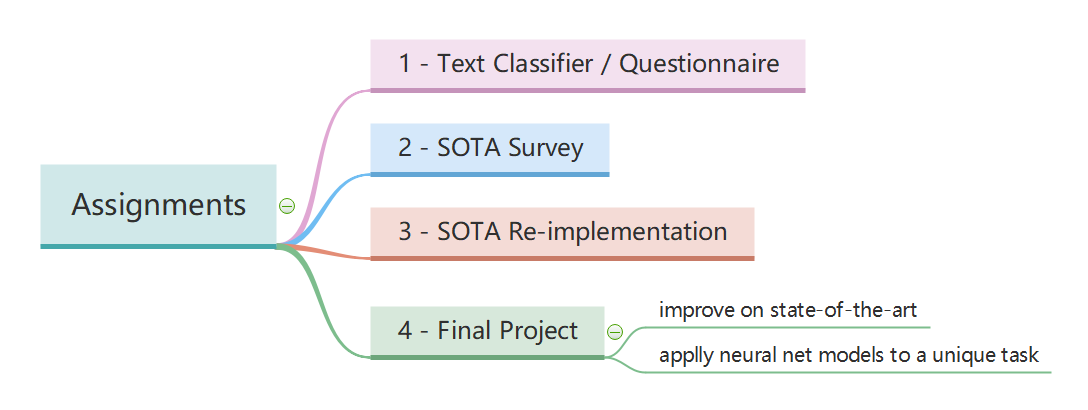 Assignments
1 - Text Classifier / Questionnaire
2 - SOTA Survey
3 - SOTA Re-implementation
4 - Final Project
improve on state-of-the-art
applly neural net models to a unique task